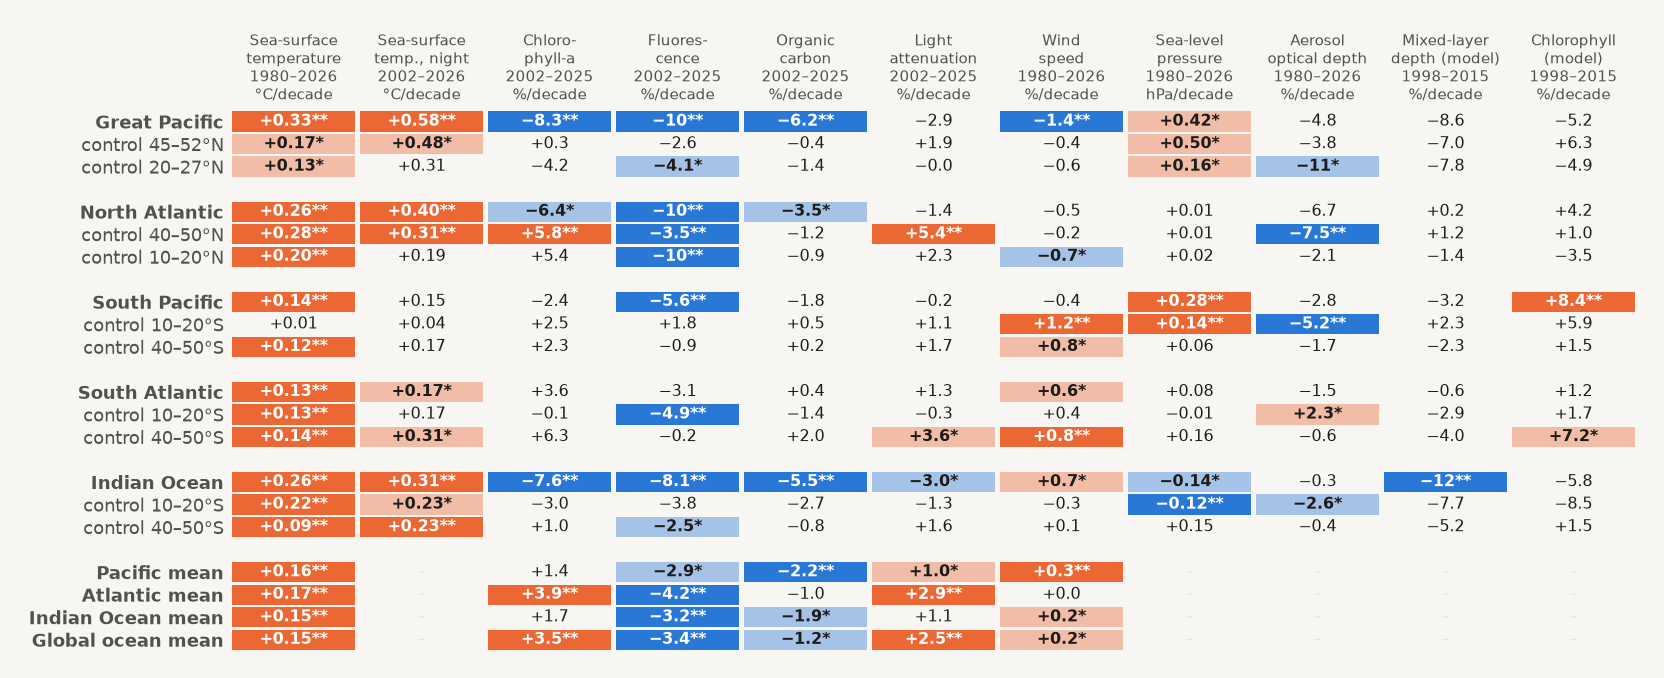 Sea-surface temperature 1980–2026 °C/decade
Sea-surface temp., night 2002–2026 °C/decade
Chloro- phyll-a 2002–2025 %/decade
Fluores- cence 2002–2025 %/decade
Organic carbon 2002–2025 %/decade
Light attenuation 2002–2025 %/decade
Wind speed 1980–2026 %/decade
Sea-level pressure 1980–2026 hPa/decade
Aerosol optical depth 1980–2026 %/decade
Mixed-layer depth (model) 1998–2015 %/decade
Chlorophyll (model) 1998–2015 %/decade
Great Pacific +0.33** +0.58** −8.3** −10** −6.2** −2.9 −1.4** +0.42* −4.8 −8.6 −5.2
control 45–52°N +0.17* +0.48* +0.3 −2.6 −0.4 +1.9 −0.4 +0.50* −3.8 −7.0 +6.3
control 20–27°N +0.13* +0.31 −4.2 −4.1* −1.4 −0.0 −0.6 +0.16* −11* −7.8 −4.9
North Atlantic +0.26** +0.40** −6.4* −10** −3.5* −1.4 −0.5 +0.01 −6.7 +0.2 +4.2
control 40–50°N +0.28** +0.31** +5.8** −3.5** −1.2 +5.4** −0.2 +0.01 −7.5** +1.2 +1.0
control 10–20°N +0.20** +0.19 +5.4 −10** −0.9 +2.3 −0.7* +0.02 −2.1 −1.4 −3.5
South Pacific +0.14** +0.15 −2.4 −5.6** −1.8 −0.2 −0.4 +0.28** −2.8 −3.2 +8.4**
control 10–20°S +0.01 +0.04 +2.5 +1.8 +0.5 +1.1 +1.2** +0.14** −5.2** +2.3 +5.9
control 40–50°S +0.12** +0.17 +2.3 −0.9 +0.2 +1.7 +0.8* +0.06 −1.7 −2.3 +1.5
South Atlantic +0.13** +0.17* +3.6 −3.1 +0.4 +1.3 +0.6* +0.08 −1.5 −0.6 +1.2
control 10–20°S +0.13** +0.17 −0.1 −4.9** −1.4 −0.3 +0.4 −0.01 +2.3* −2.9 +1.7
control 40–50°S +0.14** +0.31* +6.3 −0.2 +2.0 +3.6* +0.8** +0.16 −0.6 −4.0 +7.2*
Indian Ocean +0.26** +0.31** −7.6** −8.1** −5.5** −3.0* +0.7* −0.14* −0.3 −12** −5.8
control 10–20°S +0.22** +0.23* −3.0 −3.8 −2.7 −1.3 −0.3 −0.12** −2.6* −7.7 −8.5
control 40–50°S +0.09** +0.23** +1.0 −2.5* −0.8 +1.6 +0.1 +0.15 −0.4 −5.2 +1.5
Pacific mean +0.16** – +1.4 −2.9* −2.2** +1.0* +0.3** – – – –
Atlantic mean +0.17** – +3.9** −4.2** −1.0 +2.9** +0.0 – – – –
Indian Ocean mean +0.15** – +1.7 −3.2** −1.9* +1.1 +0.2* – – – –
Global ocean mean +0.15** – +3.5** −3.4** −1.2* +2.5** +0.2* – – – –